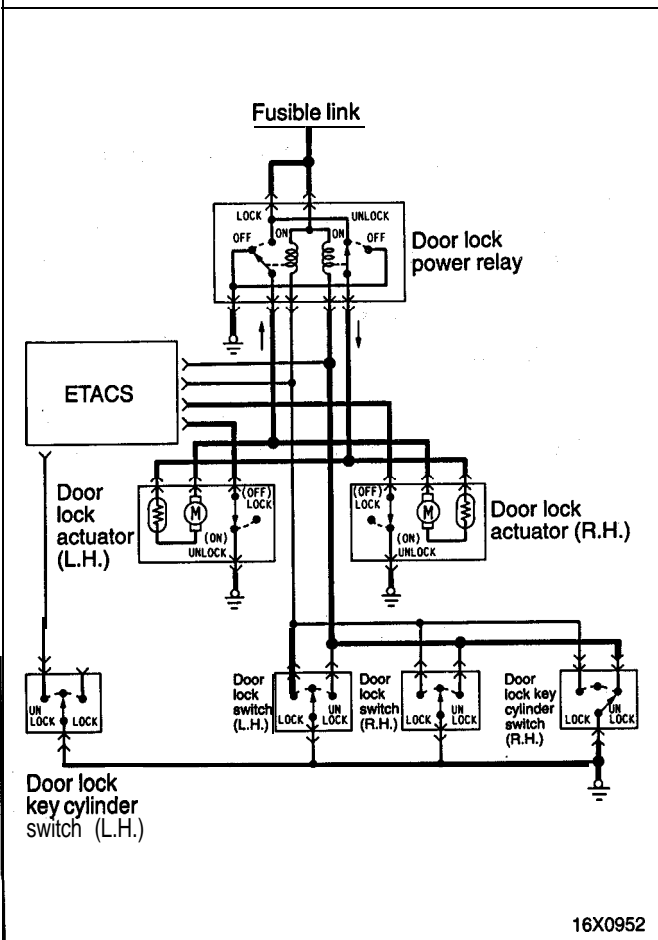 Fusible link
LOCK
UNLOCK
OFF
ON
ON
OFF
Door lock
power relay
ETACS
Door
lock
actuator
(L.H.)
(OFF)
LOCK
M
(ON)
UNLOCK
(OFF)
LOCK
M
(ON)
UNLOCK
Door lock
actuator (R.H.)
UN
LOCK
LOCK
Door
lock
switch
(L.H.)
LOCK
UN
LOCK
Door
lock
switch
(R.H.)
LOCK
UN
LOCK
Door
lock key
cylinder
switch
(R.H.)
LOCK
UN
LOCK
Door lock
key cylinder
switch (L.H.)
16X0952